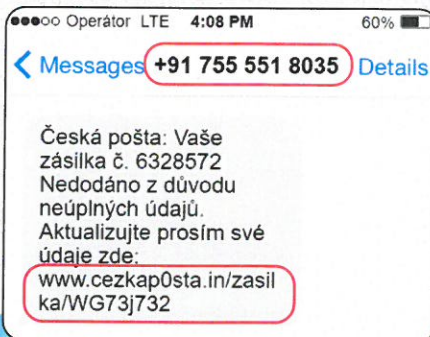 Operátor LTE 4:08 PM 60%
Messages +91 755 551 8035 Details
Česká pošta: Vaše
zásilka č. 6328572
Nedodáno z důvodu
neúplných údajů.
Aktualizujte prosím své
údaje zde:
www.cezkap0sta.in/zasil
ka/WG73j732